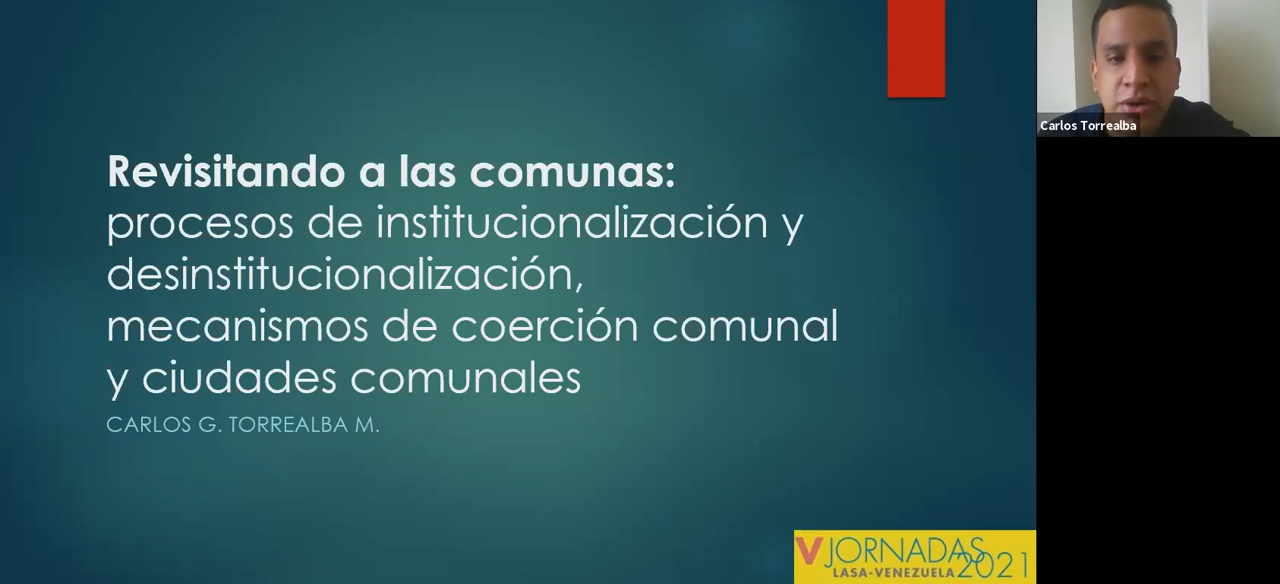 Revisitando a las comunas:
procesos de institucionalización y
desinstitucionalización,
mecanismos de coerción comunal
y ciudades comunales
CARLOS G. TORREALBA M.
V JORNADAS 2021
LASA-VENEZUELA
Carlos Torrealba